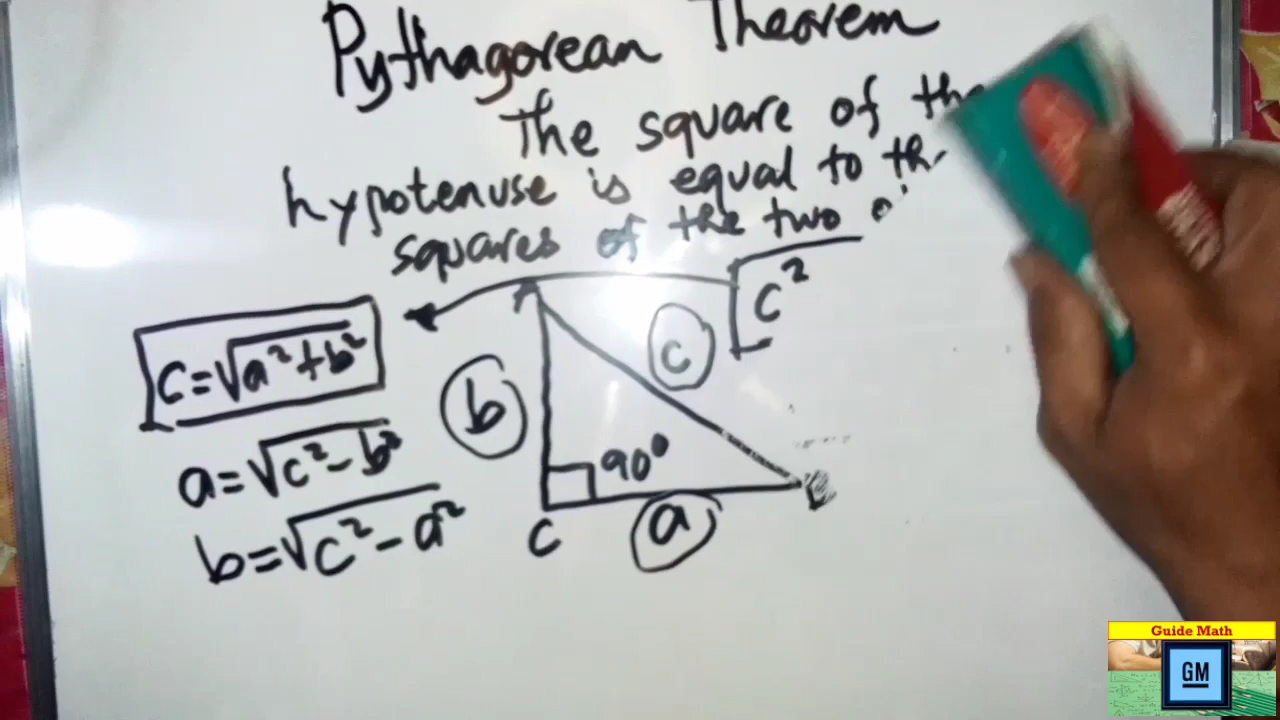 Pythagorean Theorem
The square of the
hypotenuse is equal to
squares of the two
c²
c=√a²+b²
c
b
a=√c²-b²
90°
b=√c²-a²
C
a
Guide Math
GM